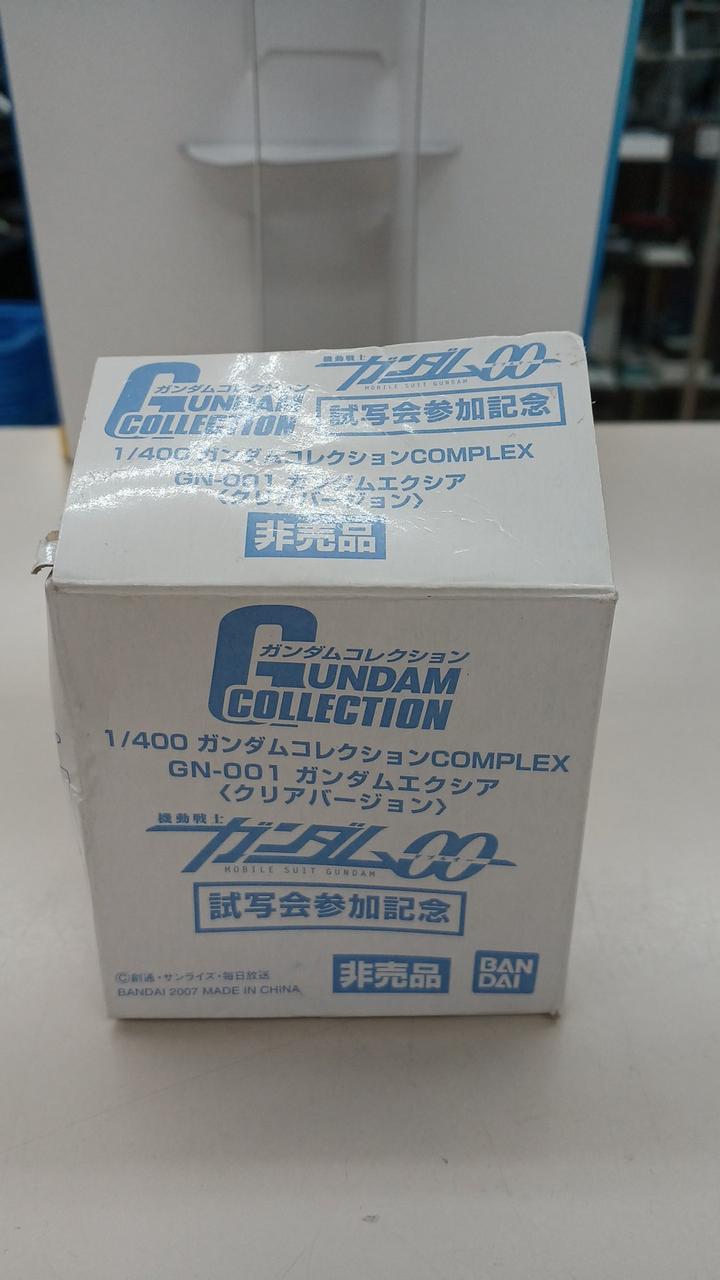 ガンダムコレクション
GUNDAM
COLLECTION
機動戦士
ガンダム00
MOBILE SUIT GUNDAM
試写会参加記念
1/400 ガンダムコレクションCOMPLEX
GN-001 ガンダムエクシア
〈クリアバージョン〉
非売品
ガンダムコレクション
GUNDAM
COLLECTION
1/400 ガンダムコレクションCOMPLEX
GN-001 ガンダムエクシア
〈クリアバージョン〉
機動戦士
ガンダム00
ダブルオー
MOBILE SUIT GUNDAM
試写会参加記念
©創通・サンライズ・毎日放送
BANDAI 2007 MADE IN CHINA
非売品
BAN
DAI